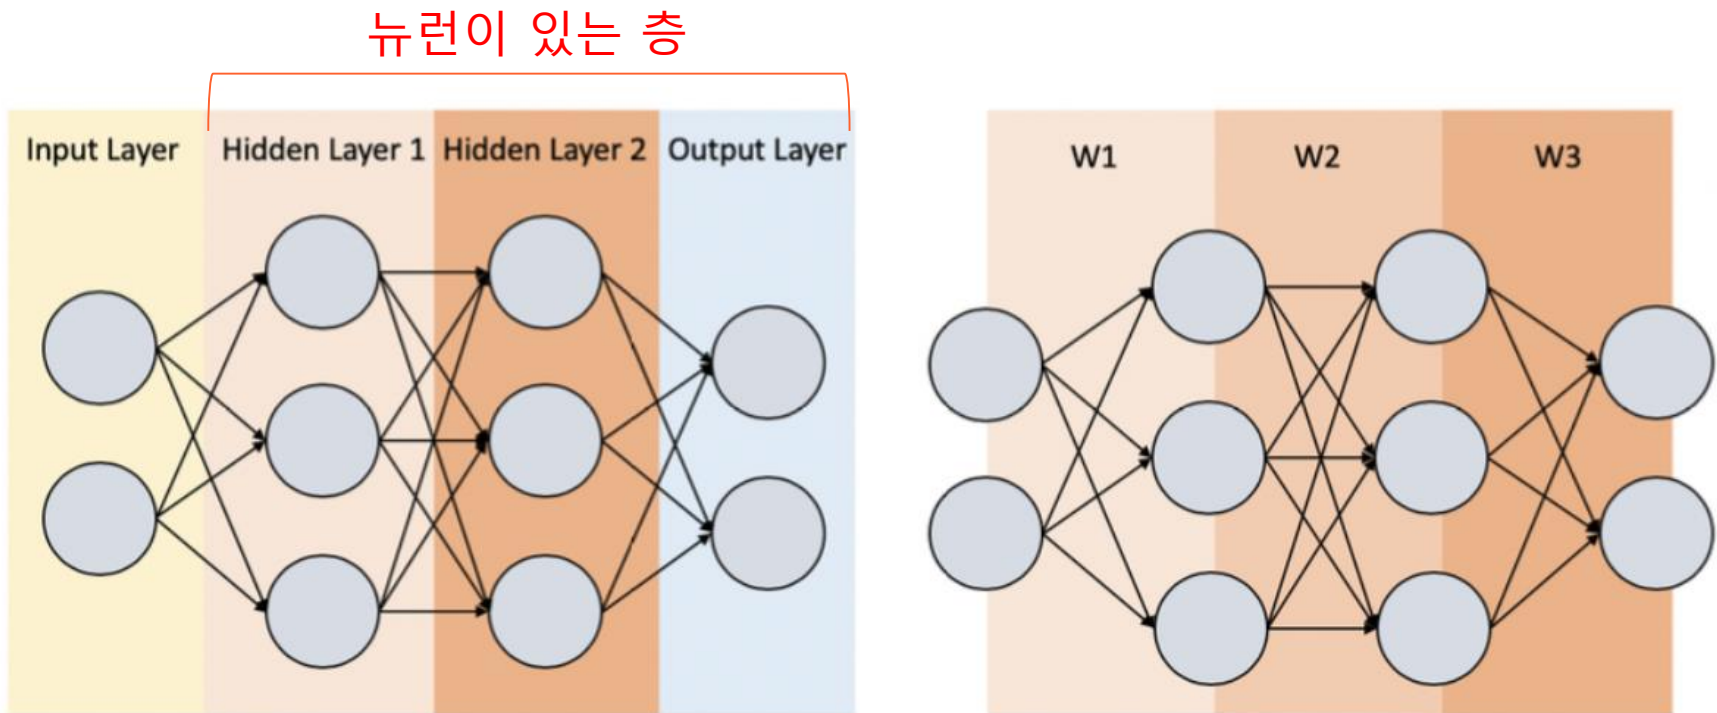 뉴런이 있는 층
Input Layer Hidden Layer 1 Hidden Layer 2 Output Layer
W1 W2 W3